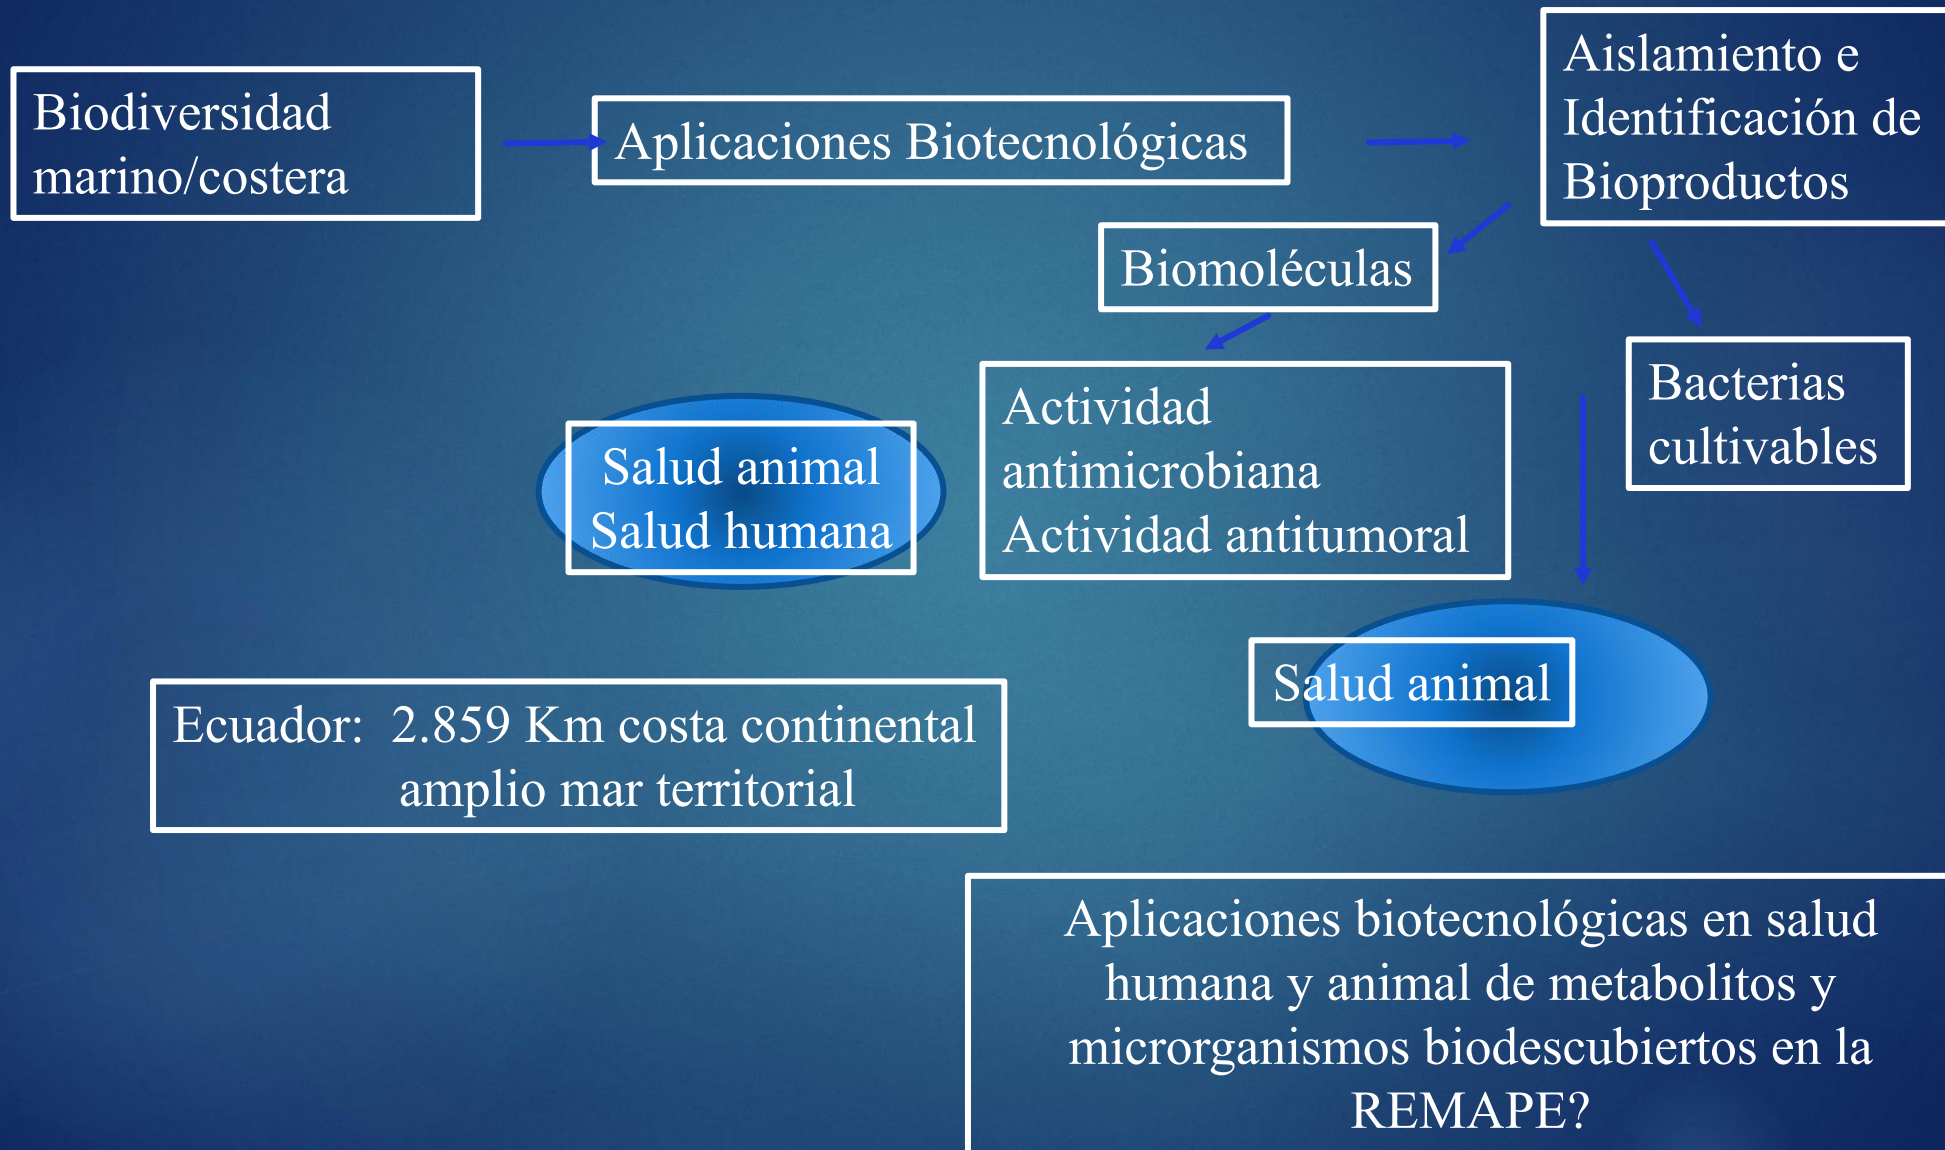 Biodiversidad
marino/costera
Aplicaciones Biotecnológicas
Aislamiento e
Identificación de
Bioproductos
Biomoléculas
Bacterias
cultivables
Actividad
antimicrobiana
Actividad antitumoral
Salud animal
Salud humana
Salud animal
Ecuador: 2.859 Km costa continental
amplio mar territorial
Aplicaciones biotecnológicas en salud
humana y animal de metabolitos y
microrganismos biodescubiertos en la
REMAPE?